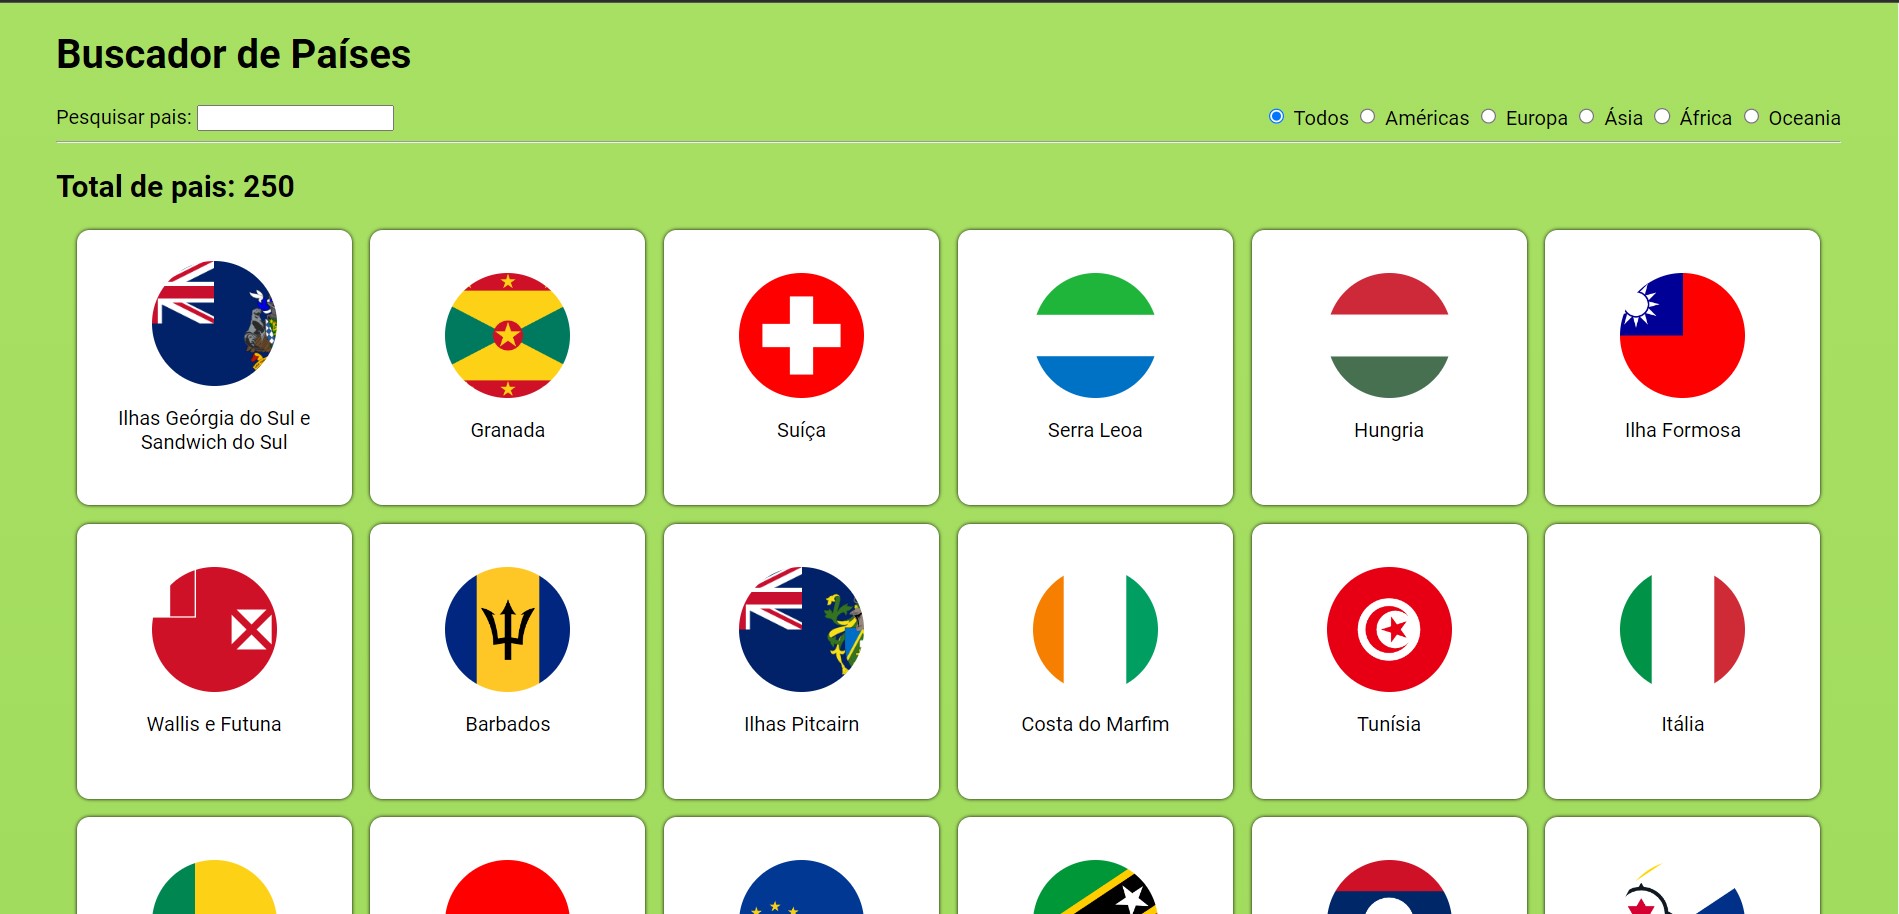 Buscador de Países
Pesquisar pais:
Todos Américas Europa Ásia África Oceania
Total de pais: 250
Ilhas Geórgia do Sul e
Sandwich do Sul
Granada
Suíça
Serra Leoa
Hungria
Ilha Formosa
Wallis e Futuna
Barbados
Ilhas Pitcairn
Costa do Marfim
Tunísia
Itália